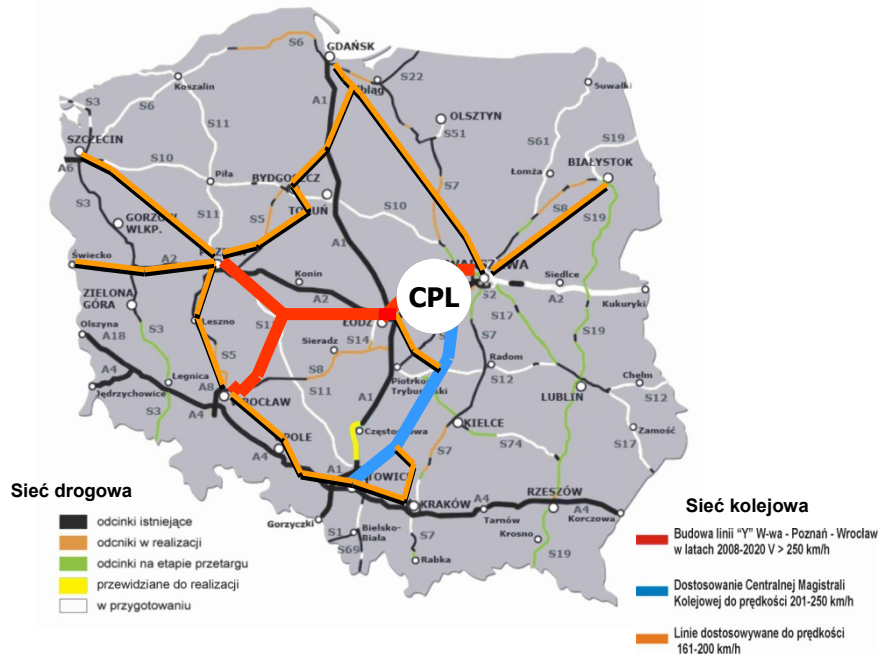 GDAŃSK
S6
S22
Koszalin
S6
S3
S11
A1
OLSZTYN
S51
Suwałki
S61
S19
SZCZECIN
A6
S10
Piła
BYDGOSZCZ
TORUŃ
S7
S10
Łomża
BIAŁYSTOK
S8
S19
S3
GORZÓW
WLKP.
S11
S5
A1
Świecko
A2
Konin
A2
CPL
WARSZAWA
S2
Siedlce
A2
Kukuryki
ZIELONA
GÓRA
Olszyna
A18
S3
Leszno
ŁÓDŹ
S14
Sieradz
S8
S7
S17
S19
Radom
S12
Chełm
S12
A4
Jędrzychowice
Legnica
S5
A8
WROCŁAW
S3
A4
S11
A1
Piotrków
Trybunalski
LUBLIN
Zamość
S17
KIELCE
S74
Częstochowa
S7
A4
A1
KRAKÓW
A4
Tarnów
RZESZÓW
A4
Korczowa
Krosno
S19
Gorzyczki
S1
Bielsko-
Biała
S69
S7
Rabka
Sieć drogowa
odcinki istniejące
odcniki w realizacji
odcinki na etapie przetargu
przewidziane do realizacji
w przygotowaniu
Sieć kolejowa
Budowa linii “Y” W-wa - Poznań - Wrocław
w latach 2008-2020 V > 250 km/h
Dostosowanie Centralnej Magistrali
Kolejowej do prędkości 201-250 km/h
Linie dostosowywane do prędkości
161-200 km/h